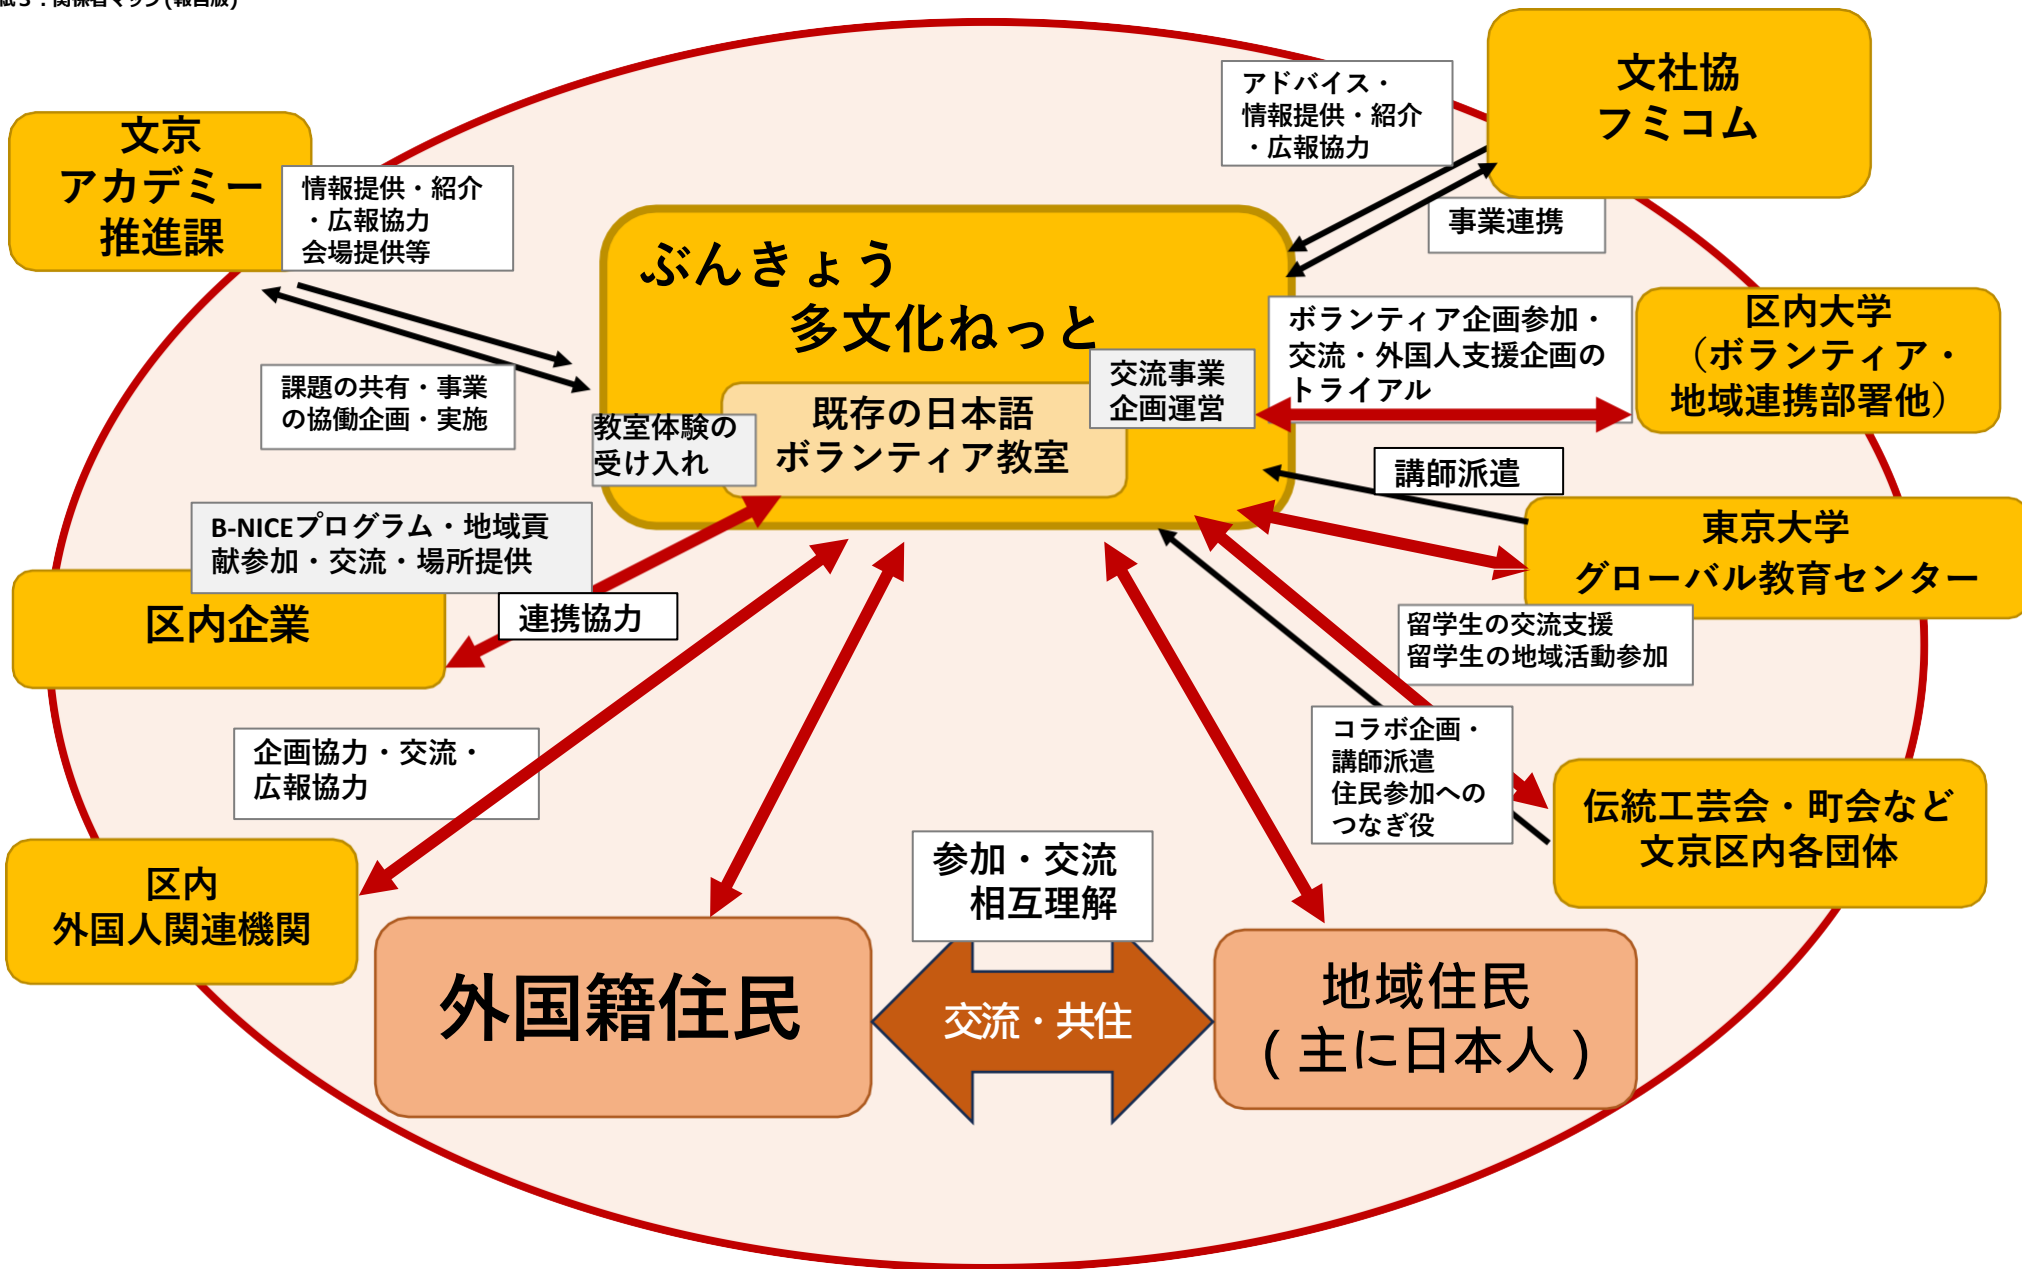 紙３：関係者マップ(報告版)
文社協
フミコム
アドバイス・
情報提供・紹介
・広報協力
事業連携
文京
アカデミー
推進課
情報提供・紹介
・広報協力
会場提供等
課題の共有・事業
の協働企画・実施
ぶんきょう
多文化ねっと
既存の日本語
ボランティア教室
教室体験の
受け入れ
交流事業
企画運営
ボランティア企画参加・
交流・外国人支援企画の
トライアル
区内大学
（ボランティア・
地域連携部署他）
講師派遣
東京大学
グローバル教育センター
留学生の交流支援
留学生の地域活動参加
B-NICEプログラム・地域貢
献参加・交流・場所提供
区内企業
連携協力
企画協力・交流・
広報協力
区内
外国人関連機関
コラボ企画・
講師派遣
住民参加への
つなぎ役
伝統工芸会・町会など
文京区内各団体
参加・交流
相互理解
外国籍住民
交流・共住
地域住民
(主に日本人)